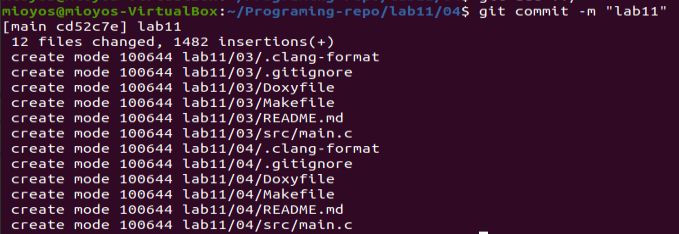 mioyos@mioyos-VirtualBox:~/Programing-repo/lab11/04$ git commit -m "lab11"
[main cd52c7e] lab11
 12 files changed, 1482 insertions(+)
 create mode 100644 lab11/03/.clang-format
 create mode 100644 lab11/03/.gitignore
 create mode 100644 lab11/03/Doxyfile
 create mode 100644 lab11/03/Makefile
 create mode 100644 lab11/03/README.md
 create mode 100644 lab11/03/src/main.c
 create mode 100644 lab11/04/.clang-format
 create mode 100644 lab11/04/.gitignore
 create mode 100644 lab11/04/Doxyfile
 create mode 100644 lab11/04/Makefile
 create mode 100644 lab11/04/README.md
 create mode 100644 lab11/04/src/main.c